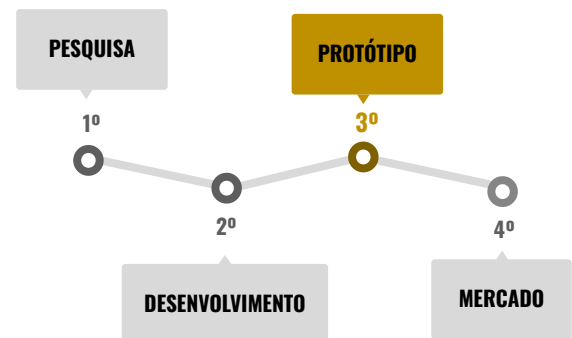 PESQUISA
PROTÓTIPO
1º
3º
2º
4º
DESENVOLVIMENTO
MERCADO